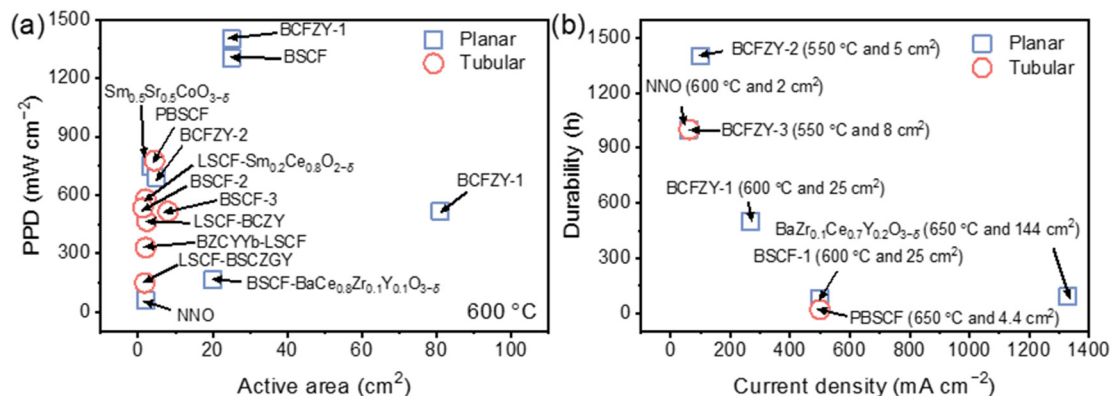 (a)
1500
1200
900
600
300
0
PPD (mW cm⁻²)
0 20 40 60 80 100
Active area (cm²)
BCFZY-1
BSCF
Planar
Tubular
Sm₀.₅Sr₀.₅CoO₃₋δ
PBSCF
BCFZY-2
LSCF-Sm₀.₂Ce₀.₈O₂₋δ
BSCF-2
BSCF-3
BCFZY-1
LSCF-BCZY
BZCYYb-LSCF
LSCF-BSCZGY
BSCF-BaCe₀.₈Zr₀.₁Y₀.₁O₃₋δ
NNO
600 °C
(b)
1500
1200
900
600
300
0
Durability (h)
0 200 400 600 800 1000 1200 1400
Current density (mA cm⁻²)
BCFZY-2 (550 °C and 5 cm²)
Planar
Tubular
NNO (600 °C and 2 cm²)
BCFZY-3 (550 °C and 8 cm²)
BCFZY-1 (600 °C and 25 cm²)
BaZr₀.₁Ce₀.₇Y₀.₂O₃₋δ (650 °C and 144 cm²)
BSCF-1 (600 °C and 25 cm²)
PBSCF (650 °C and 4.4 cm²)